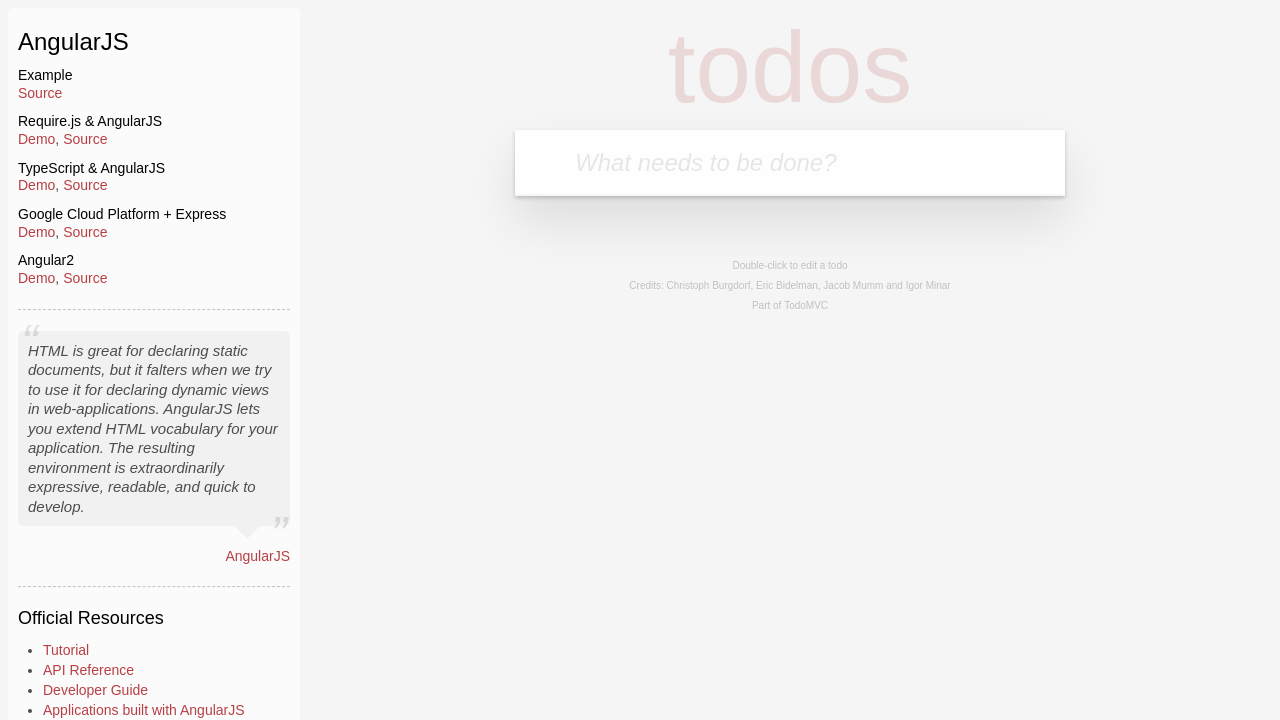 AngularJS
Example
Source
Require.js & AngularJS
Demo, Source
TypeScript & AngularJS
Demo, Source
Google Cloud Platform + Express
Demo, Source
Angular2
Demo, Source
“
HTML is great for declaring static
documents, but it falters when we try
to use it for declaring dynamic views
in web-applications. AngularJS lets
you extend HTML vocabulary for your
application. The resulting
environment is extraordinarily
expressive, readable, and quick to
develop.
”
AngularJS
Official Resources
• Tutorial
• API Reference
• Developer Guide
• Applications built with AngularJS
todos
What needs to be done?
Double-click to edit a todo
Credits: Christoph Burgdorf, Eric Bidelman, Jacob Mumm and Igor Minar
Part of TodoMVC